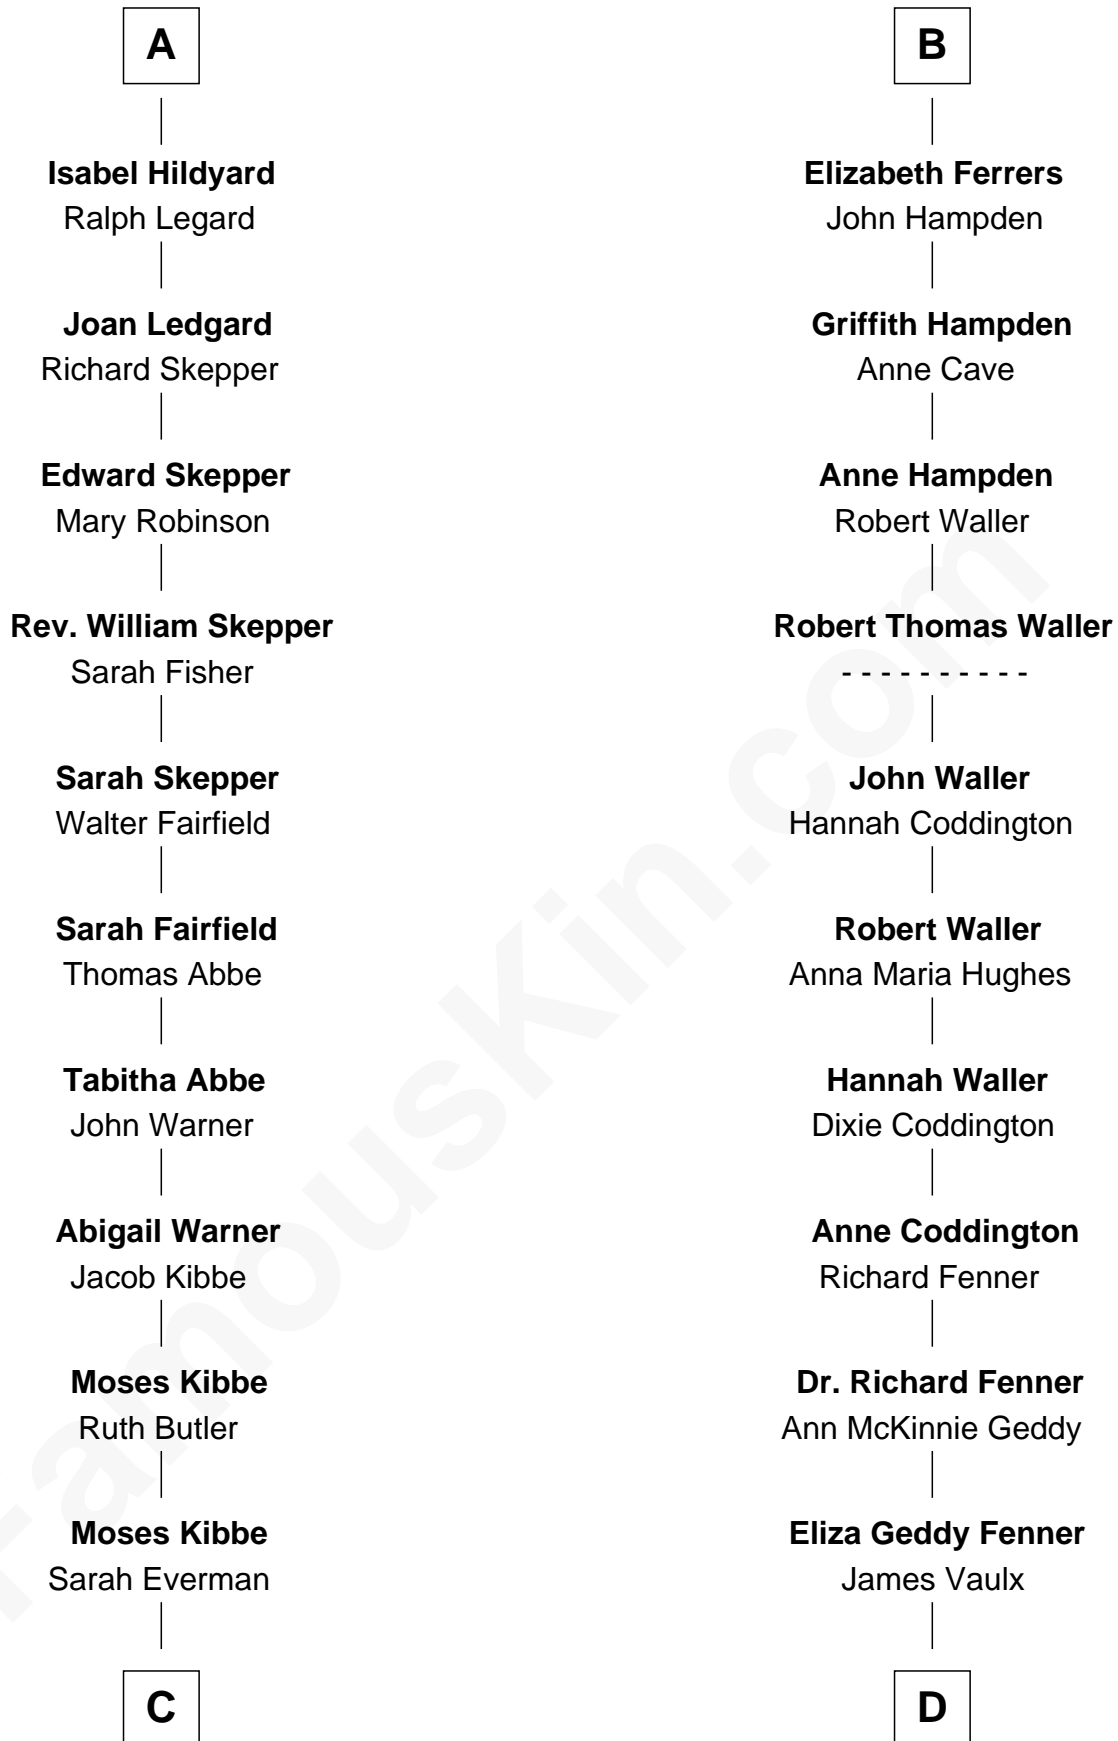 A
Isabel Hildyard
Ralph Legard
Joan Ledgard
Richard Skepper
Edward Skepper
Mary Robinson
Rev. William Skepper
Sarah Fisher
Sarah Skepper
Walter Fairfield
Sarah Fairfield
Thomas Abbe
Tabitha Abbe
John Warner
Abigail Warner
Jacob Kibbe
Moses Kibbe
Ruth Butler
Moses Kibbe
Sarah Everman
C
B
Elizabeth Ferrers
John Hampden
Griffith Hampden
Anne Cave
Anne Hampden
Robert Waller
Robert Thomas Waller
- - - - - - - - - -
John Waller
Hannah Coddington
Robert Waller
Anna Maria Hughes
Hannah Waller
Dixie Coddington
Anne Coddington
Richard Fenner
Dr. Richard Fenner
Ann McKinnie Geddy
Eliza Geddy Fenner
James Vaulx
D
FamousKin.com